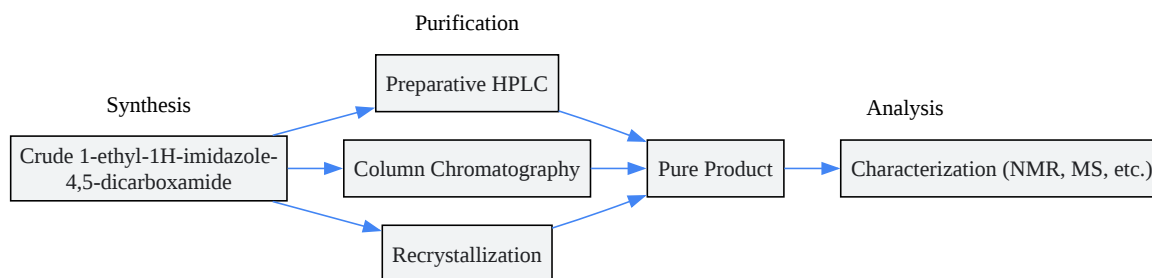 Purification
Preparative HPLC
Synthesis
Analysis
Crude 1-ethyl-1H-imidazole-
4,5-dicarboxamide
Column Chromatography
Pure Product
Characterization (NMR, MS, etc.)
Recrystallization